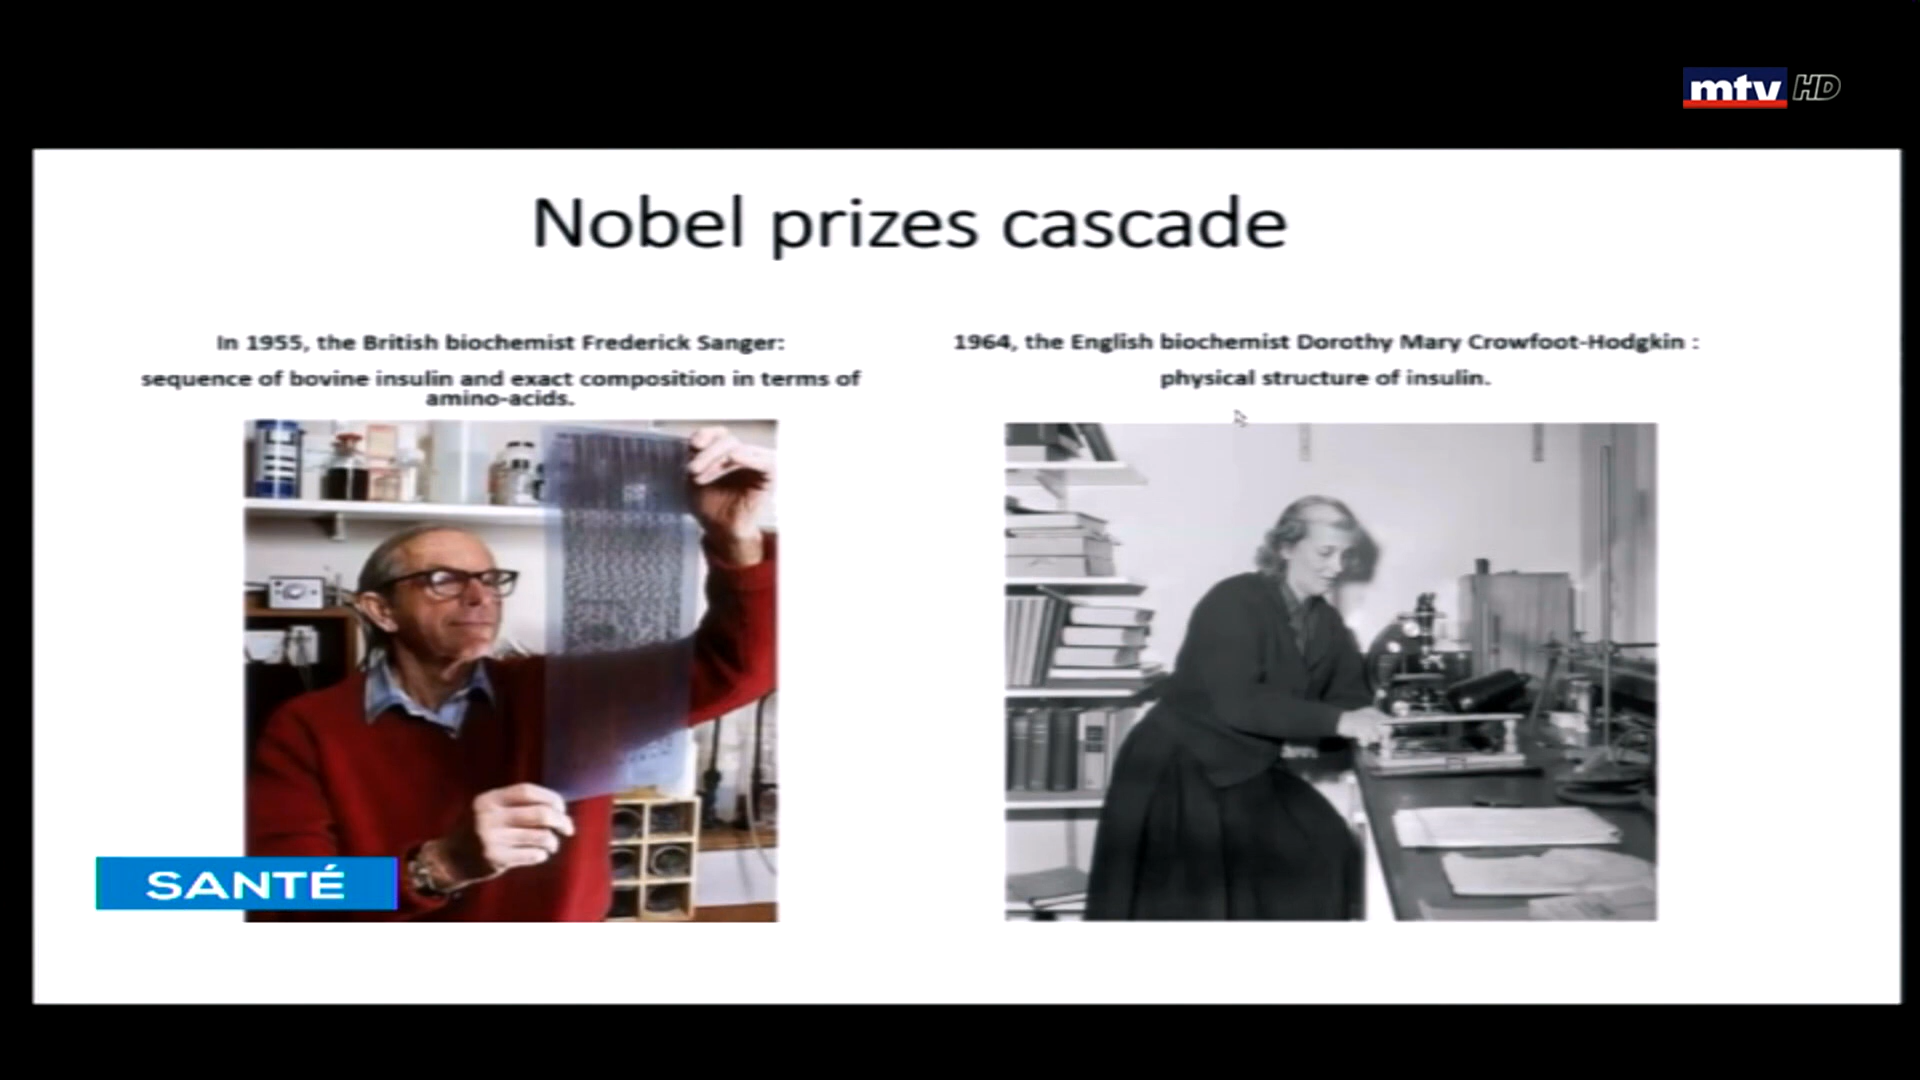 mtv HD
Nobel prizes cascade
In 1955, the British biochemist Frederick Sanger:
sequence of bovine insulin and exact composition in terms of
amino-acids.
1964, the English biochemist Dorothy Mary Crowfoot-Hodgkin :
physical structure of insulin.
SANTÉ